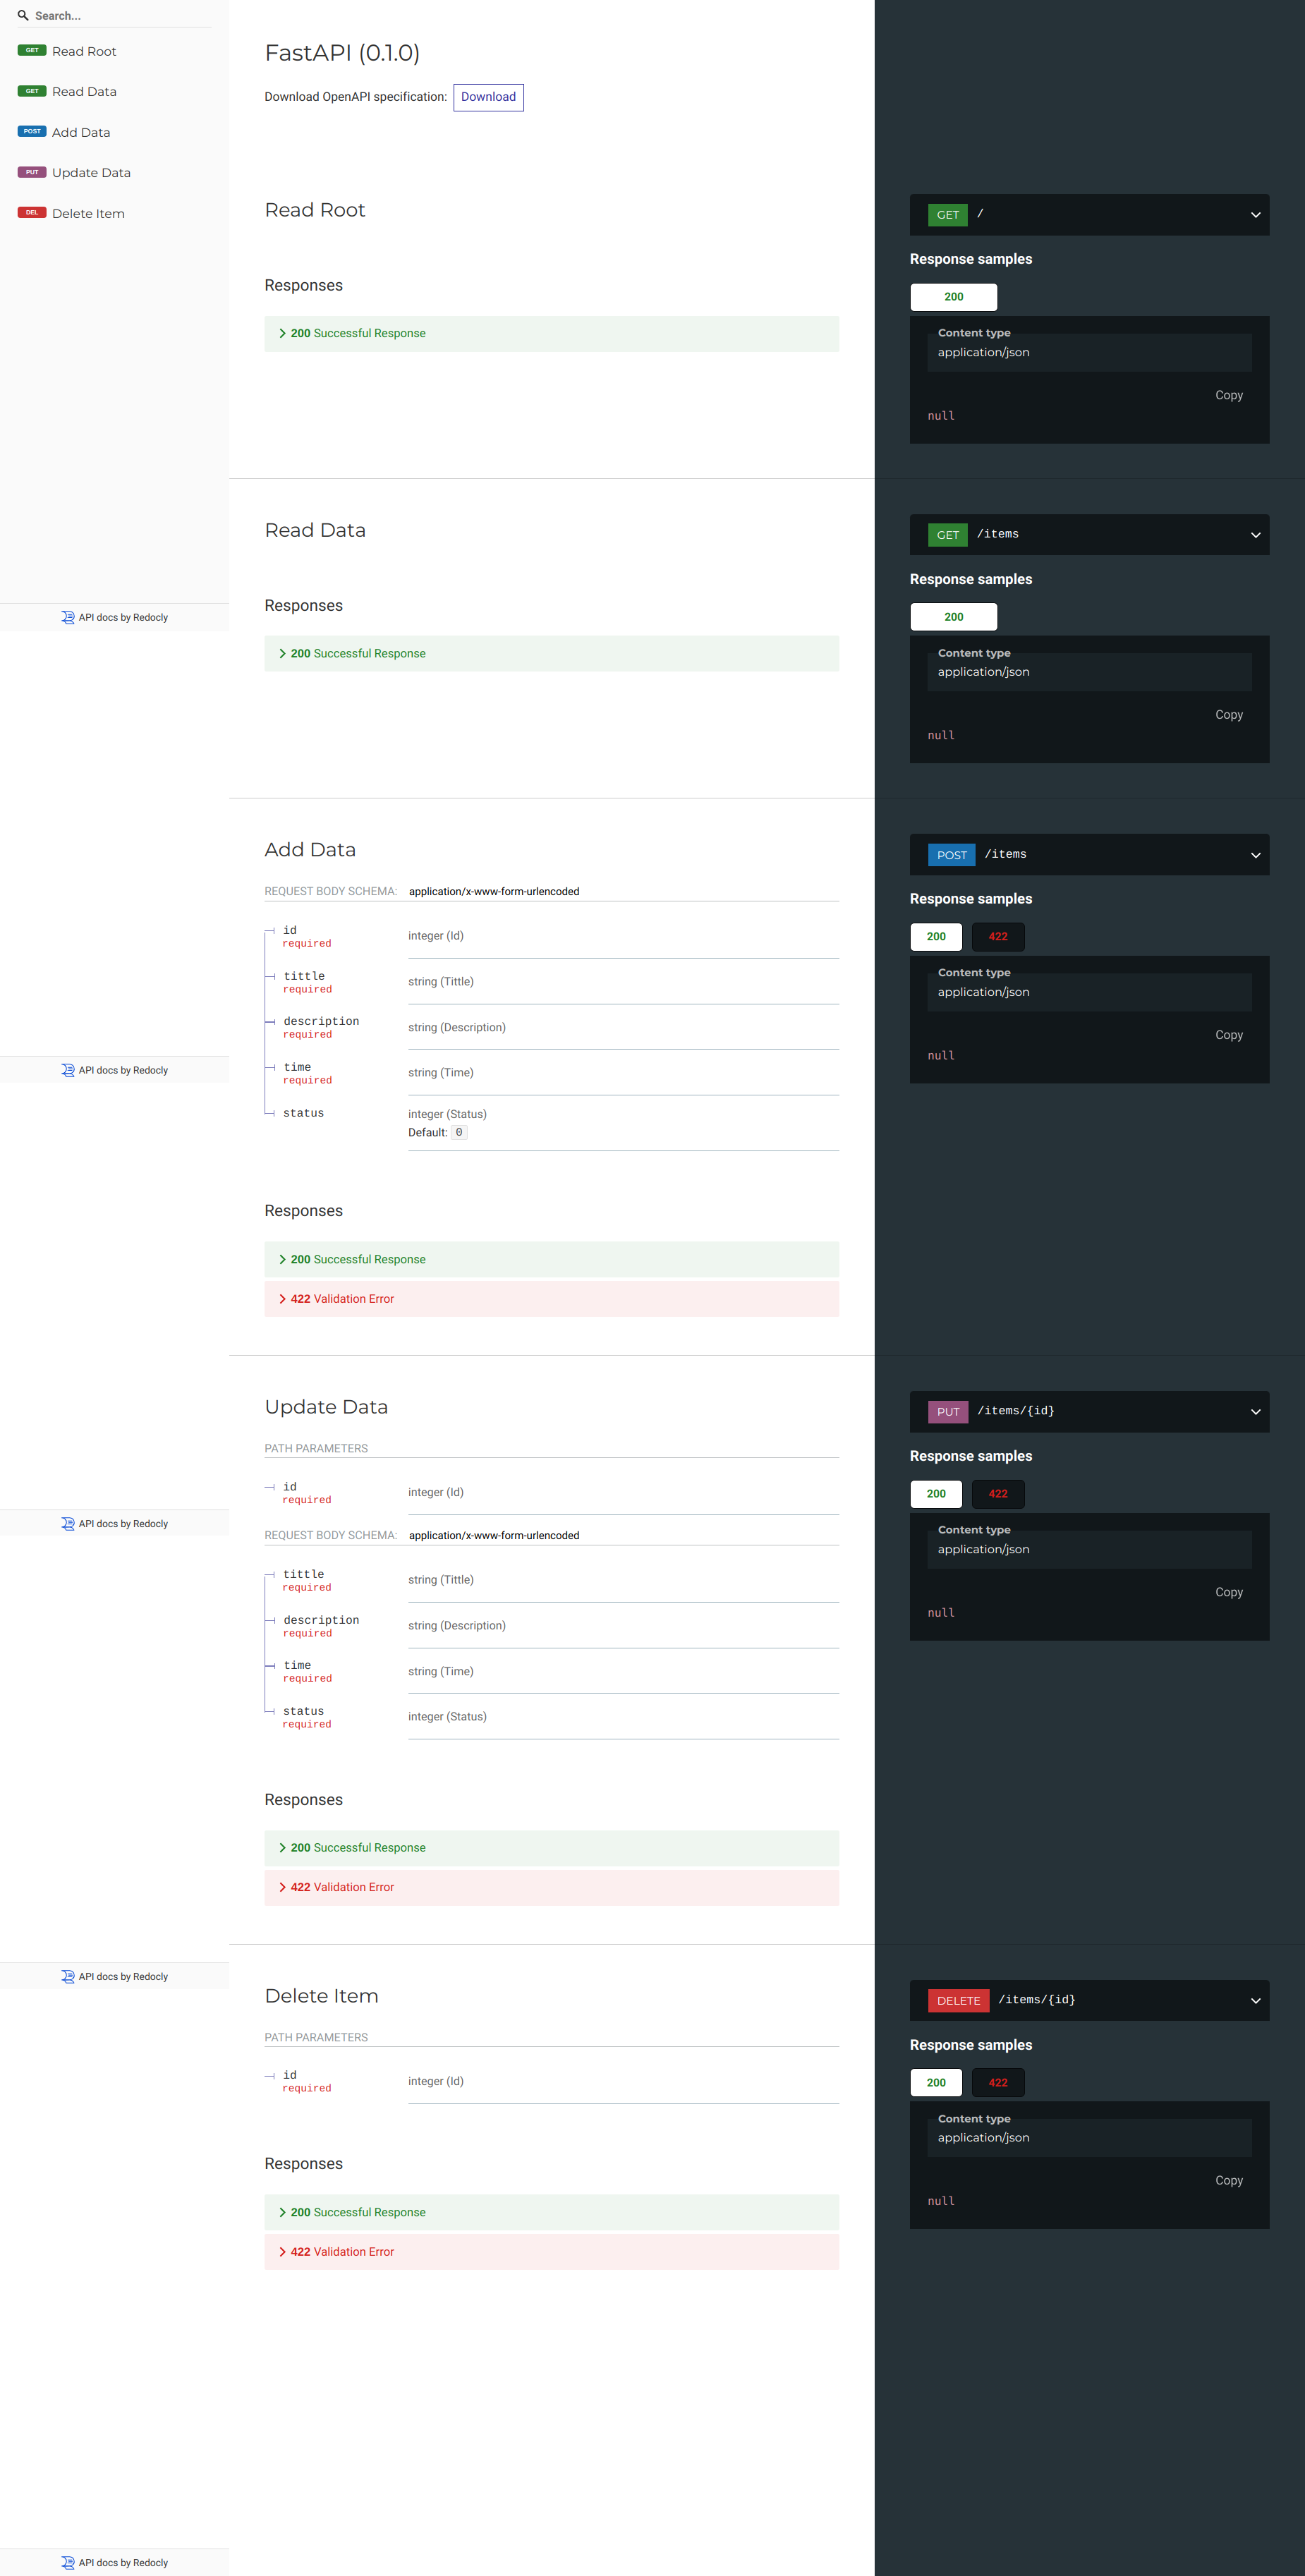 Search...
GET Read Root
GET Read Data
POST Add Data
PUT Update Data
DEL Delete Item
API docs by Redocly
FastAPI (0.1.0)
Download OpenAPI specification: Download
Read Root
Responses
200 Successful Response
GET /
Response samples
200
Content type
application/json
Copy
null
Read Data
Responses
200 Successful Response
GET /items
Response samples
200
Content type
application/json
Copy
null
Add Data
REQUEST BODY SCHEMA: application/x-www-form-urlencoded
id
required
integer (Id)
tittle
required
string (Tittle)
description
required
string (Description)
time
required
string (Time)
status
integer (Status)
Default: 0
Responses
200 Successful Response
422 Validation Error
POST /items
Response samples
200 422
Content type
application/json
Copy
null
API docs by Redocly
Update Data
PATH PARAMETERS
id
required
integer (Id)
REQUEST BODY SCHEMA: application/x-www-form-urlencoded
tittle
required
string (Tittle)
description
required
string (Description)
time
required
string (Time)
status
required
integer (Status)
Responses
200 Successful Response
422 Validation Error
PUT /items/{id}
Response samples
200 422
Content type
application/json
Copy
null
API docs by Redocly
API docs by Redocly
Delete Item
PATH PARAMETERS
id
required
integer (Id)
Responses
200 Successful Response
422 Validation Error
DELETE /items/{id}
Response samples
200 422
Content type
application/json
Copy
null
API docs by Redocly